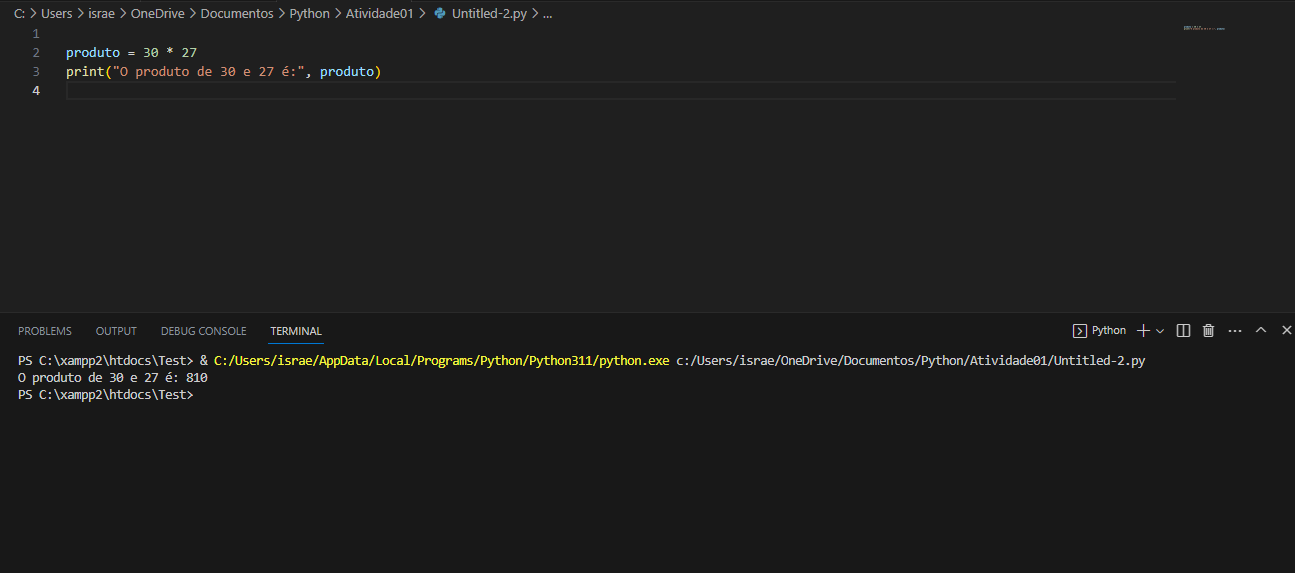 C: > Users > israe > OneDrive > Documentos > Python > Atividade01 > Untitled-2.py > ...
1
2 produto = 30 * 27
3 print("O produto de 30 e 27 é:", produto)
4
PROBLEMS OUTPUT DEBUG CONSOLE TERMINAL Python
PS C:\xampp2\htdocs\Test> & C:/Users/israe/AppData/Local/Programs/Python/Python311/python.exe c:/Users/israe/OneDrive/Documentos/Python/Atividade01/Untitled-2.py
O produto de 30 e 27 é: 810
PS C:\xampp2\htdocs\Test>